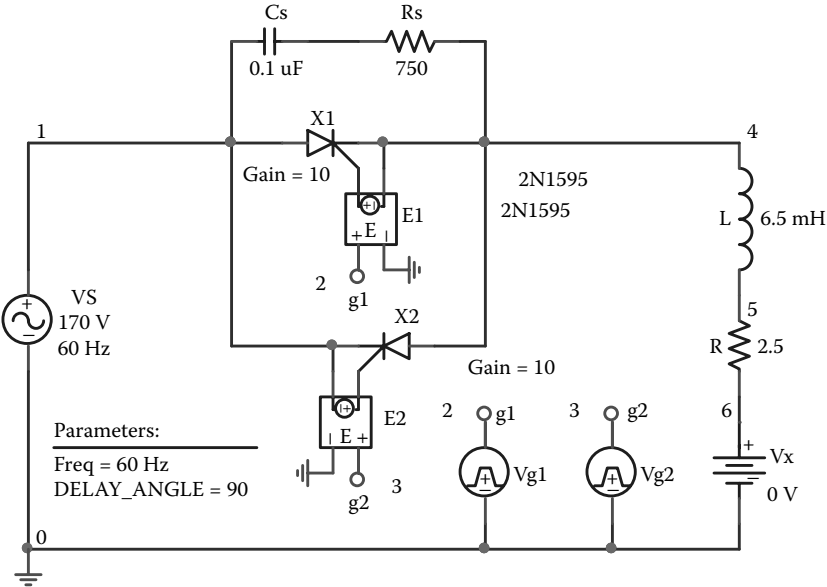 Cs
Rs
0.1 uF
750
X1
1
4
Gain = 10
2N1595
2N1595
E1
+ E −
L
6.5 mH
2
g1
VS
170 V
60 Hz
X2
5
R
2.5
Gain = 10
E2
− E +
2
g1
3
g2
6
Parameters:
Freq = 60 Hz
DELAY_ANGLE = 90
3
g2
Vg1
Vg2
+
−
Vx
0 V
0